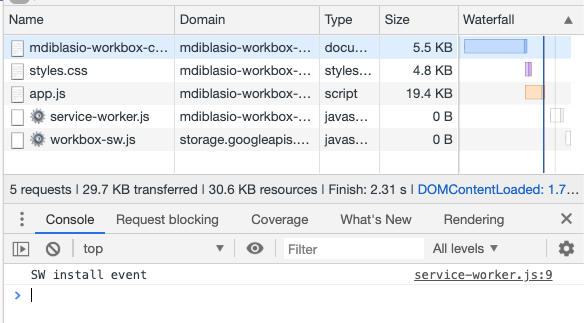 Name Domain Type Size Waterfall
mdiblasio-workbox-c... mdiblasio-workbox-... docu... 5.5 KB
styles.css mdiblasio-workbox-... styles... 4.8 KB
app.js mdiblasio-workbox-... script 19.4 KB
service-worker.js mdiblasio-workbox-... javas... 0 B
workbox-sw.js storage.googleapis.... javas... 0 B
5 requests | 29.7 KB transferred | 30.6 KB resources | Finish: 2.31 s | DOMContentLoaded: 1.7...
Console Request blocking Coverage What's New Rendering
top Filter All levels
SW install event service-worker.js:9